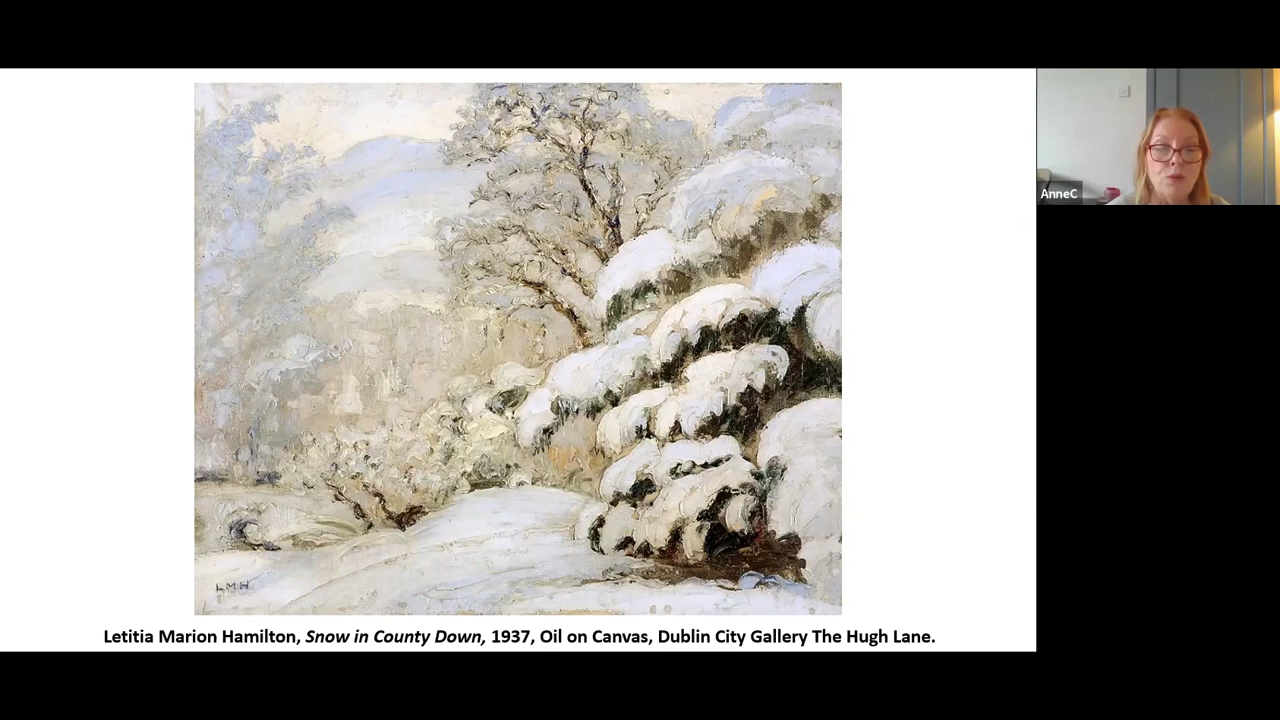 AnneC
L M H
Letitia Marion Hamilton, Snow in County Down, 1937, Oil on Canvas, Dublin City Gallery The Hugh Lane.